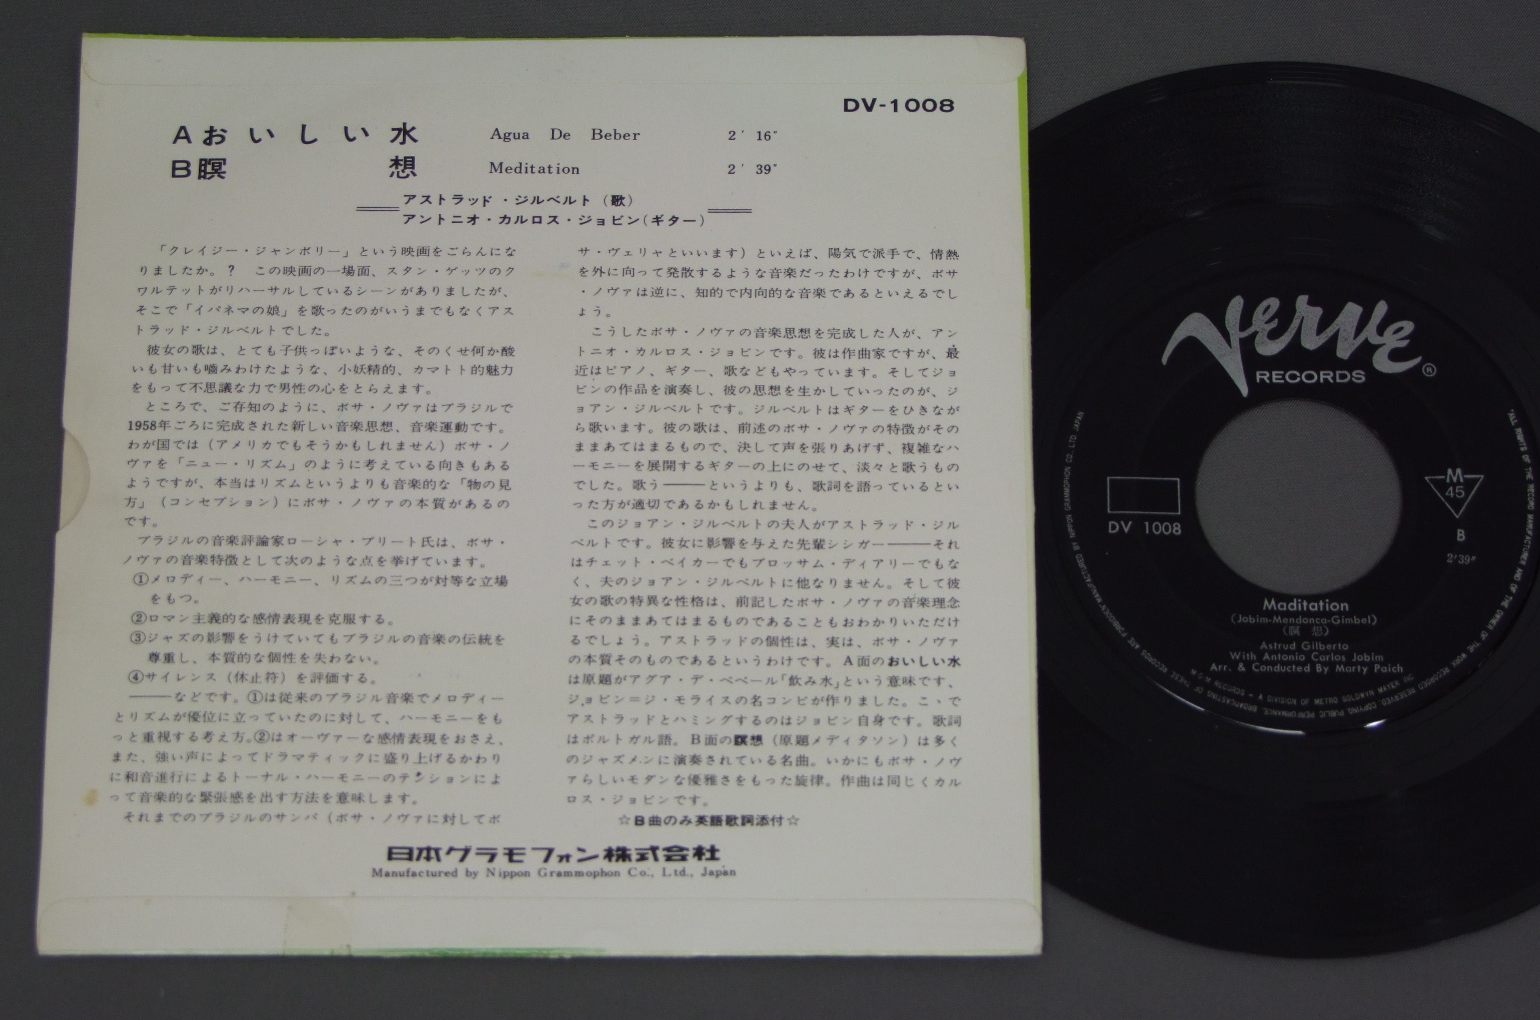 DV-1008
Aおいしい水 Agua De Beber 2′16″
B瞑想 Meditation 2′39″
アストラッド・ジルベルト（歌）
アントニオ・カルロス・ジョビン（ギター）
「クレイジー・ジャンボリー」という映画をごらんにな
りましたか。? この映画の一場面、スタン・ゲッツのク
ワルテットがリハーサルしているシーンがありましたが、
そこで「イパネマの娘」を歌ったのがいうまでもなくアス
トラッド・ジルベルトでした。
彼女の歌は、とても子供っぽいような、そのくせ何か酸
いも甘いも嚙みわけたような、小妖精的、カマトト的魅力
をもって不思議な力で男性の心をとらえます。
ところで、ご存知のように、ボサ・ノヴァはブラジルで
1958年ごろに完成された新しい音楽思想、音楽運動です。
わが国では（アメリカでもそうかもしれません）ボサ・ノ
ヴァを「ニュー・リズム」のように考えている向きもある
ようですが、本当はリズムというよりも音楽的な「物の見
方」（コンセプション）にボサ・ノヴァの本質があるの
です。
ブラジルの音楽評論家ローシャ・ブリート氏は、ボサ・
ノヴァの音楽特徴として次のような点を挙げています。
①メロディー、ハーモニー、リズムの三つが対等な立場
をもつ。
②ロマン主義的な感情表現を克服する。
③ジャズの影響をうけていてもブラジルの音楽の伝統を
尊重し、本質的な個性を失わない。
④サイレンス（休止符）を評価する。
───などです。①は従来のブラジル音楽でメロディー
とリズムが優位に立っていたのに対して、ハーモニーをも
っと重視する考え方。②はオーヴァーな感情表現をおさえ、
また、強い声によってドラマティックに盛り上げるかわり
に和音進行によるトーナル・ハーモニーのテンションによ
って音楽的な緊張感を出す方法を意味します。
それまでのブラジルのサンバ（ボサ・ノヴァに対してボ
サ・ヴェリャといいます）といえば、陽気で派手で、情熱
を外に向って発散するような音楽だったわけですが、ボサ
・ノヴァは逆に、知的で内向的な音楽であるといえるでし
ょう。
こうしたボサ・ノヴァの音楽思想を完成した人が、アン
トニオ・カルロス・ジョビンです。彼は作曲家ですが、最
近はピアノ、ギター、歌などもやっています。そしてジョ
ビンの作品を演奏し、彼の思想を生かしていったのが、ジ
ョアン・ジルベルトです。ジルベルトはギターをひきなが
ら歌います。彼の歌は、前述のボサ・ノヴァの特徴がその
ままあてはまるもので、決して声を張りあげず、複雑なハ
ーモニーを展開するギターの上にのせて、淡々と歌うもの
でした。歌う───というよりも、歌詞を語っているとい
った方が適切であるかもしれません。
このジョアン・ジルベルトの夫人がアストラッド・ジル
ベルトです。彼女に影響を与えた先輩シンガー───それ
はチェット・ベイカーでもブロッサム・ディアリーでもな
く、夫のジョアン・ジルベルトに他なりません。そして彼
女の歌の特異な性格は、前記したボサ・ノヴァの音楽理念
にそのままあてはまるものであることもおわかりいただけ
るでしょう。アストラッドの個性は、実は、ボサ・ノヴァ
の本質そのものであるというわけです。A面のおいしい水
は原題がアグア・デ・ベベール「飲み水」という意味です、
ジョビン＝ジ・モライスの名コンビが作りました。こゝで
アストラッドとハミングするのはジョビン自身です。歌詞
はポルトガル語。B面の瞑想（原題メディタソン）は多く
のジャズメンに演奏されている名曲。いかにもボサ・ノヴ
ァらしいモダンな優雅さをもった旋律。作曲は同じくカル
ロス・ジョビンです。
☆B曲のみ英語歌詞添付☆
日本グラモフォン株式会社
Manufactured by Nippon Grammophon Co., Ltd., Japan
VERVE
RECORDS
®
DV 1008
M
45
B
2'39"
Maditation
(Jobim-Mendonca-Gimbel)
(瞑想)
Astrud Gilberto
With Antonio Carlos Jobim
Arr. & Conducted By Marty Paich
M.G.M. RECORDS - A DIVISION OF METRO GOLDWYN MAYER INC.
"ALL RIGHTS OF THE RECORD MANUFACTURER AND OF THE OWNER OF THE WORK RECORDED RESERVED. COPYING, PUBLIC PERFORMANCE, BROADCASTING OF THESE RECORDS ARE FORBIDDEN" MANUFACTURED BY NIPPON GRAMMOPHON CO., LTD. JAPAN